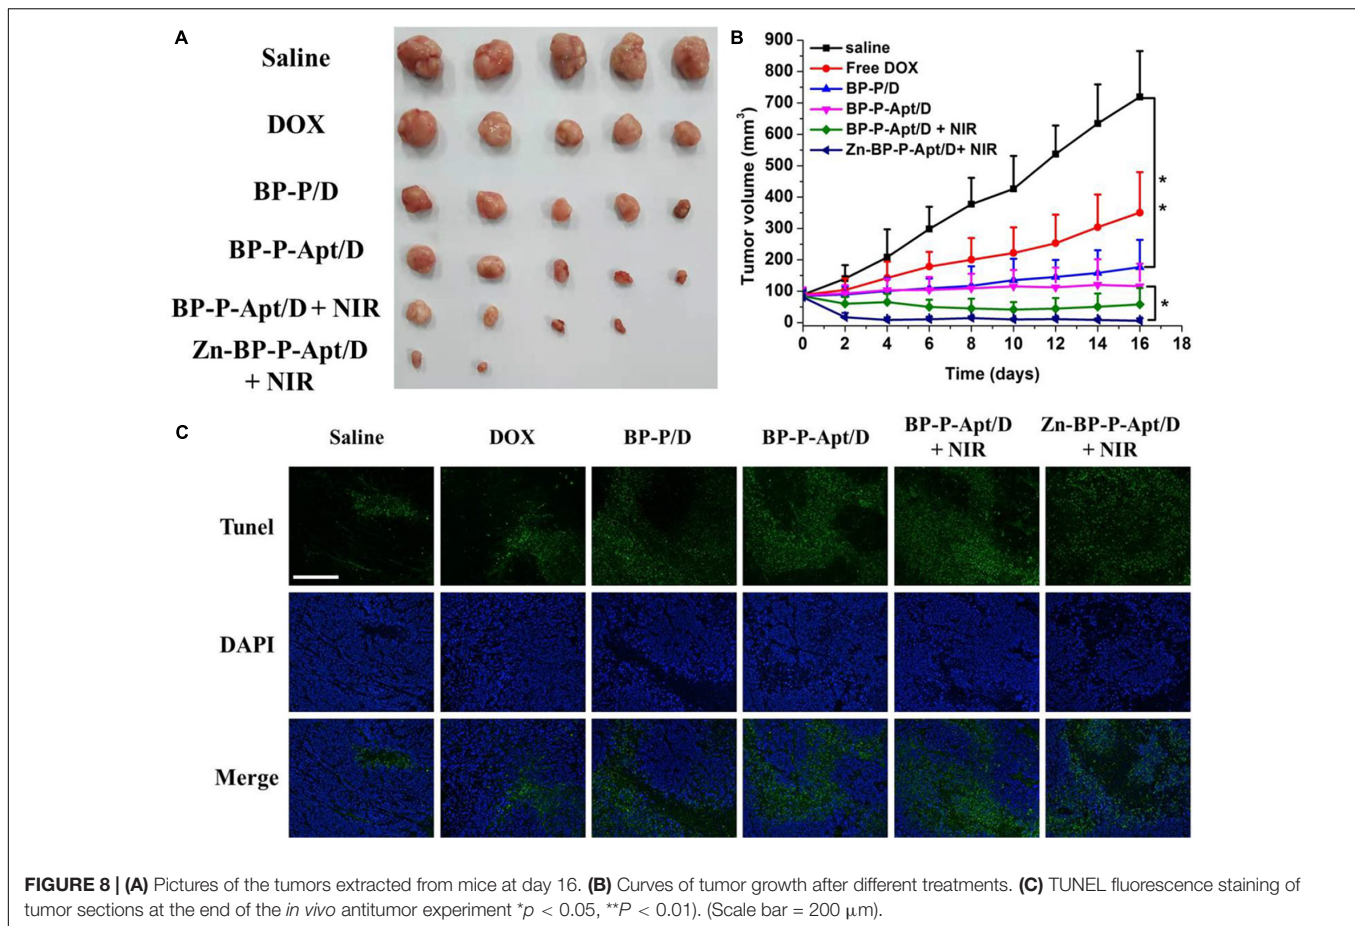 A
Saline
DOX
BP-P/D
BP-P-Apt/D
BP-P-Apt/D + NIR
Zn-BP-P-Apt/D
+ NIR
B
900
800
700
600
500
400
300
200
100
0
Tumor volume (mm³)
saline
Free DOX
BP-P/D
BP-P-Apt/D
BP-P-Apt/D + NIR
Zn-BP-P-Apt/D+ NIR
*
*
*
0 2 4 6 8 10 12 14 16 18
Time (days)
C
Saline DOX BP-P/D BP-P-Apt/D BP-P-Apt/D Zn-BP-P-Apt/D
+ NIR + NIR
Tunel
DAPI
Merge
FIGURE 8 | (A) Pictures of the tumors extracted from mice at day 16. (B) Curves of tumor growth after different treatments. (C) TUNEL fluorescence staining of
tumor sections at the end of the in vivo antitumor experiment *p < 0.05, **P < 0.01). (Scale bar = 200 μm).